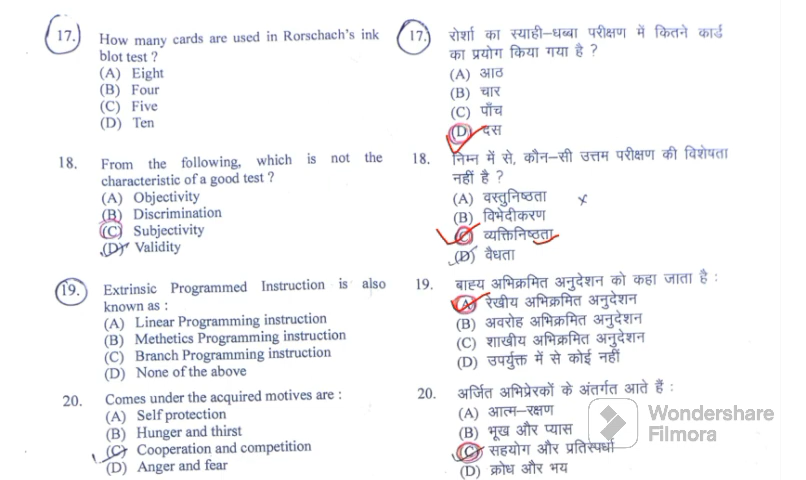 17. How many cards are used in Rorschach's ink
blot test ?
(A) Eight
(B) Four
(C) Five
(D) Ten
18. From the following, which is not the
characteristic of a good test ?
(A) Objectivity
(B) Discrimination
(C) Subjectivity
(D) Validity
19. Extrinsic Programmed Instruction is also
known as :
(A) Linear Programming instruction
(B) Methetics Programming instruction
(C) Branch Programming instruction
(D) None of the above
20. Comes under the acquired motives are :
(A) Self protection
(B) Hunger and thirst
(C) Cooperation and competition
(D) Anger and fear
17. रोर्शा का स्याही–धब्बा परीक्षण में कितने कार्ड
का प्रयोग किया गया है ?
(A) आठ
(B) चार
(C) पाँच
(D) दस
18. निम्न में से, कौन–सी उत्तम परीक्षण की विशेषता
नहीं है ?
(A) वस्तुनिष्ठता
(B) विभेदीकरण
(C) व्यक्तिनिष्ठता
(D) वैधता
19. बाह्य अभिक्रमित अनुदेशन को कहा जाता है :
(A) रेखीय अभिक्रमित अनुदेशन
(B) अवरोह अभिक्रमित अनुदेशन
(C) शाखीय अभिक्रमित अनुदेशन
(D) उपर्युक्त में से कोई नहीं
20. अर्जित अभिप्रेरकों के अंतर्गत आते हैं :
(A) आत्म–रक्षण
(B) भूख और प्यास
(C) सहयोग और प्रतिस्पर्धा
(D) क्रोध और भय
Wondershare
Filmora